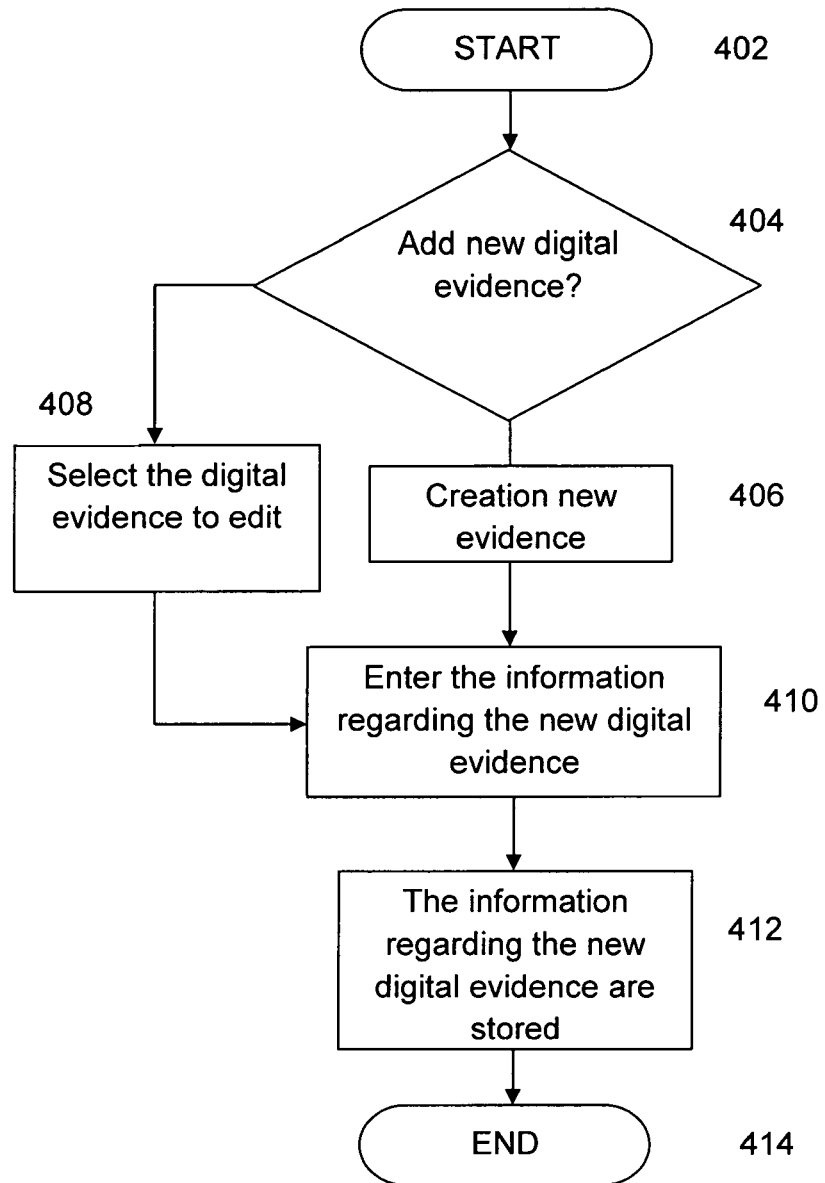 START
402
404
Add new digital
evidence?
408
Select the digital
evidence to edit
Creation new
evidence
406
Enter the information
regarding the new digital
evidence
410
The information
regarding the new
digital evidence are
stored
412
END
414